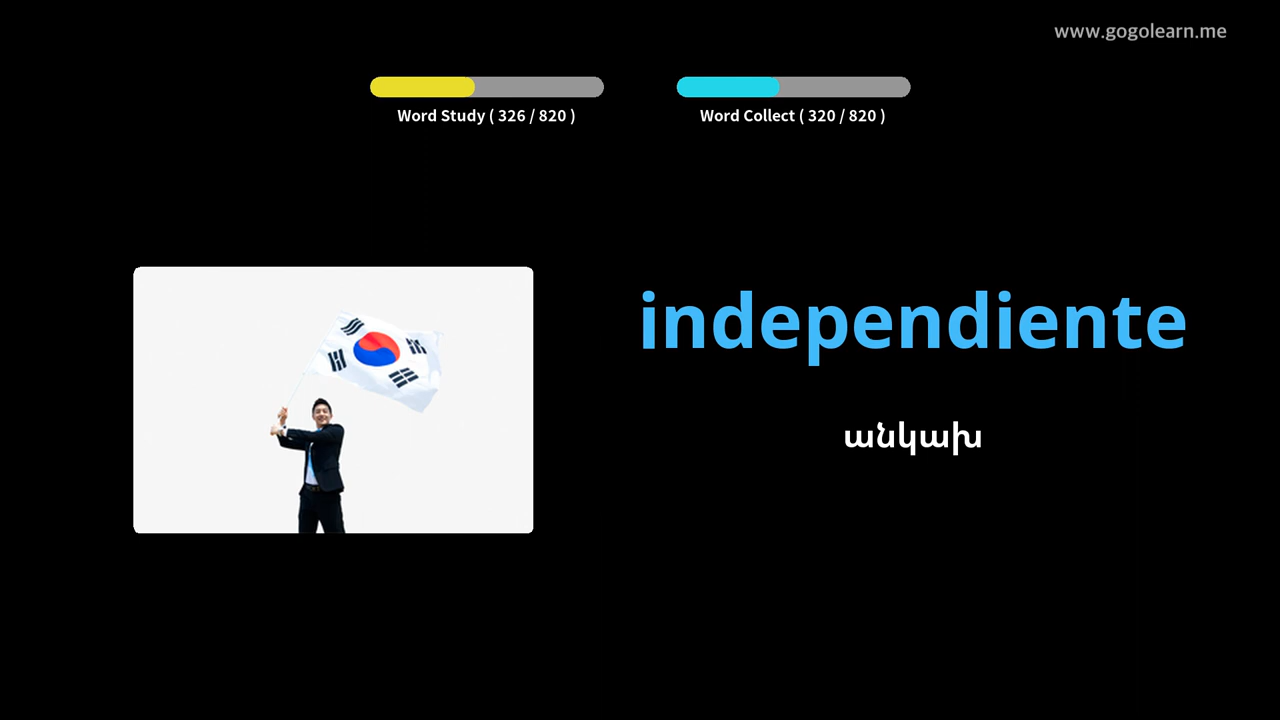 www.gogolearn.me
Word Study ( 326 / 820 )
Word Collect ( 320 / 820 )
independiente
անկախ